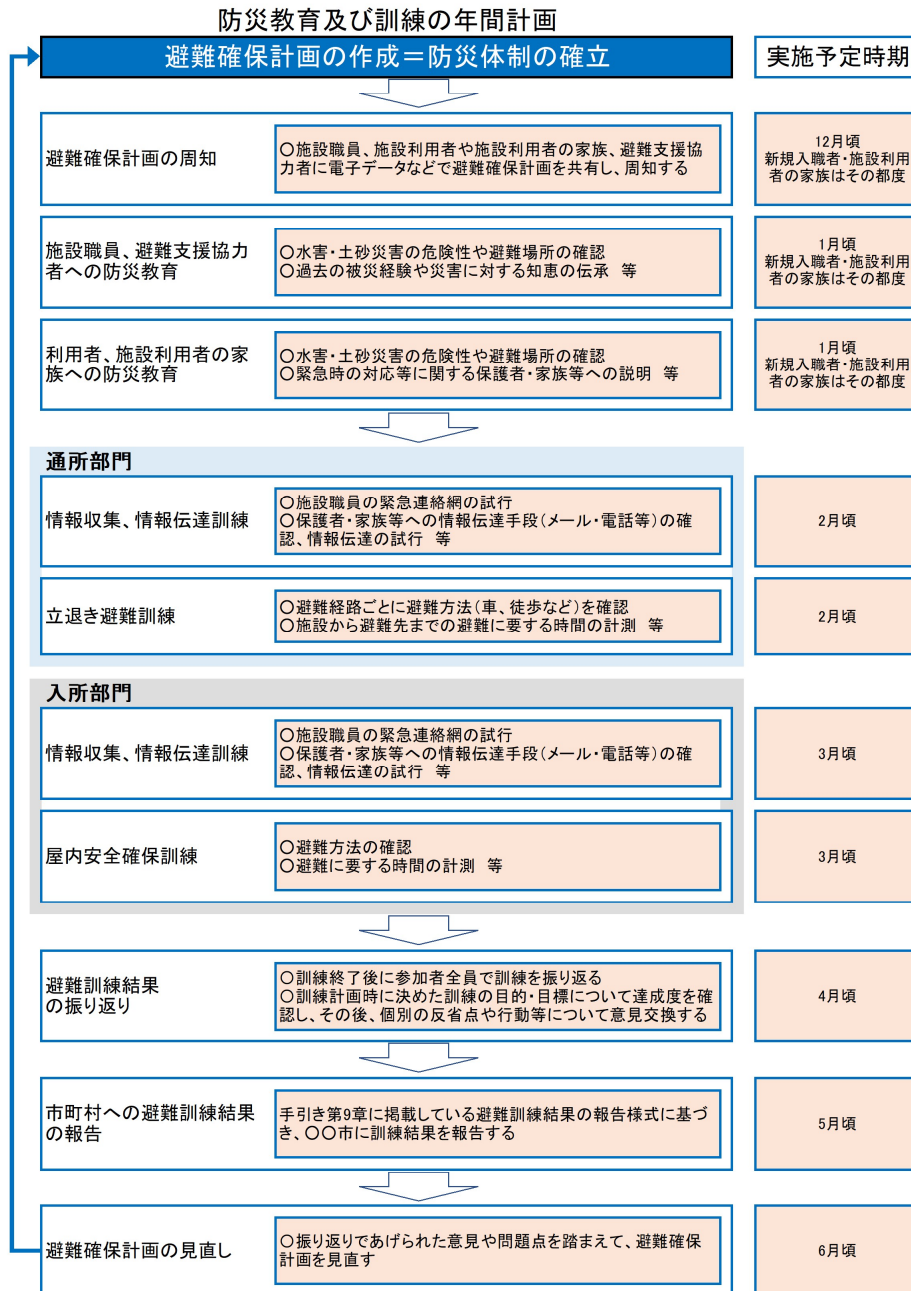 防災教育及び訓練の年間計画
避難確保計画の作成＝防災体制の確立
実施予定時期
避難確保計画の周知
○施設職員、施設利用者や施設利用者の家族、避難支援協
力者に電子データなどで避難確保計画を共有し、周知する
12月頃
新規入職者・施設利用
者の家族はその都度
施設職員、避難支援協力
者への防災教育
○水害・土砂災害の危険性や避難場所の確認
○過去の被災経験や災害に対する知恵の伝承　等
1月頃
新規入職者・施設利用
者の家族はその都度
利用者、施設利用者の家
族への防災教育
○水害・土砂災害の危険性や避難場所の確認
○緊急時の対応等に関する保護者・家族等への説明　等
1月頃
新規入職者・施設利用
者の家族はその都度
通所部門
情報収集、情報伝達訓練
○施設職員の緊急連絡網の試行
○保護者・家族等への情報伝達手段（メール・電話等）の確
認、情報伝達の試行　等
2月頃
立退き避難訓練
○避難経路ごとに避難方法（車、徒歩など）を確認
○施設から避難先までの避難に要する時間の計測　等
2月頃
入所部門
情報収集、情報伝達訓練
○施設職員の緊急連絡網の試行
○保護者・家族等への情報伝達手段（メール・電話等）の確
認、情報伝達の試行　等
3月頃
屋内安全確保訓練
○避難方法の確認
○避難に要する時間の計測　等
3月頃
避難訓練結果
の振り返り
○訓練終了後に参加者全員で訓練を振り返る
○訓練計画時に決めた訓練の目的・目標について達成度を確
認し、その後、個別の反省点や行動等について意見交換する
4月頃
市町村への避難訓練結果
の報告
手引き第9章に掲載している避難訓練結果の報告様式に基づ
き、○○市に訓練結果を報告する
5月頃
避難確保計画の見直し
○振り返りであげられた意見や問題点を踏まえて、避難確保
計画を見直す
6月頃